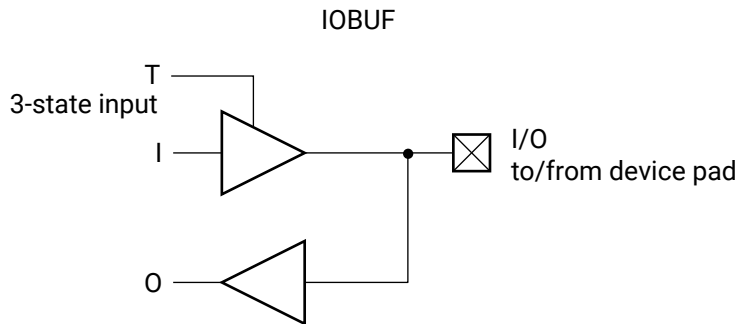 IOBUF
T
3-state input
I
I/O
to/from device pad
O